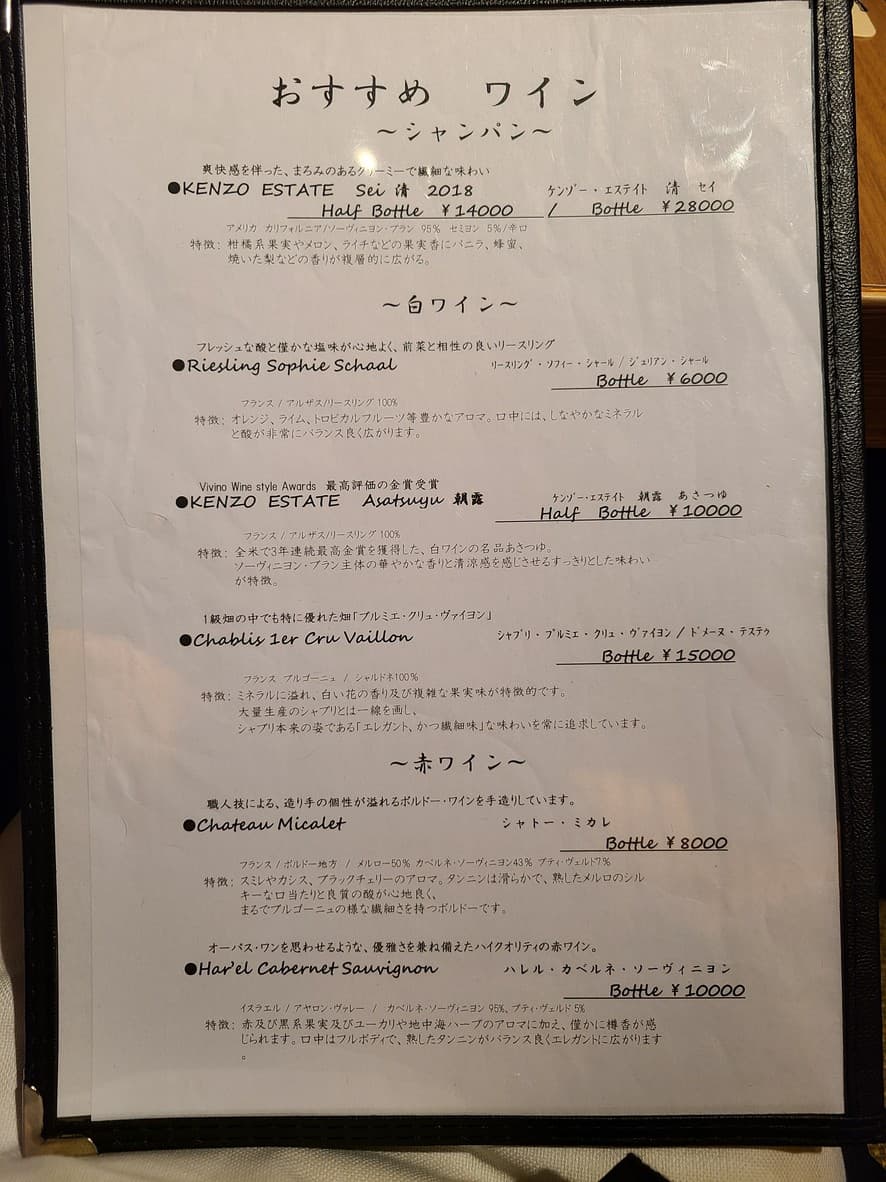 おすすめ　ワイン
～シャンパン～
爽快感を伴った、まろみのあるクリーミーで繊細な味わい
●KENZO ESTATE Sei 清 2018 ケンゾー・エステイト 清 セイ
Half Bottle ¥14000 / Bottle ¥28000
アメリカ カリフォルニア/ソーヴィニヨン・ブラン 95% セミヨン 5%/辛口
特徴: 柑橘系果実やメロン、ライチなどの果実香にバニラ、蜂蜜、
焼いた梨などの香りが複層的に広がる。
～白ワイン～
フレッシュな酸と僅かな塩味が心地よく、前菜と相性の良いリースリング
●Riesling Sophie Schaal リースリング・ソフィー・シャール / ジュリアン・シャール
Bottle ¥6000
フランス / アルザス/リースリング 100%
特徴: オレンジ、ライム、トロピカルフルーツ等豊かなアロマ。口中には、しなやかなミネラル
と酸が非常にバランス良く広がります。
Vivino Wine style Awards 最高評価の金賞受賞
●KENZO ESTATE Asatsuyu 朝露 ケンゾー・エステイト 朝露 あさつゆ
Half Bottle ¥10000
フランス / アルザス/リースリング 100%
特徴: 全米で3年連続最高金賞を獲得した、白ワインの名品あさつゆ。
ソーヴィニヨン・ブラン主体の華やかな香りと清涼感を感じさせるすっきりとした味わい
が特徴。
1級畑の中でも特に優れた畑「プルミエ・クリュ・ヴァイヨン」
●Chablis 1er Cru Vaillon シャブリ・プルミエ・クリュ・ヴァイヨン / ドメーヌ・テステゥ
Bottle ¥15000
フランス ブルゴーニュ / シャルドネ100%
特徴: ミネラルに溢れ、白い花の香り及び複雑な果実味が特徴的です。
大量生産のシャブリとは一線を画し、
シャブリ本来の姿である「エレガント、かつ繊細味」な味わいを常に追求しています。
～赤ワイン～
職人技による、造り手の個性が溢れるボルドー・ワインを手造りしています。
●Chateau Micalet シャトー・ミカレ
Bottle ¥8000
フランス / ボルドー地方 / メルロー50% カベルネ・ソーヴィニヨン43% プティ・ヴェルド7%
特徴: スミレやカシス、ブラックチェリーのアロマ。タンニンは滑らかで、熟したメルロのシル
キーな口当たりと良質の酸が心地良く、
まるでブルゴーニュの様な繊細さを持つボルドーです。
オーパス・ワンを思わせるような、優雅さを兼ね備えたハイクオリティの赤ワイン。
●Har'el Cabernet Sauvignon ハレル・カベルネ・ソーヴィニヨン
Bottle ¥10000
イスラエル / アヤロン・ヴァレー / カベルネ・ソーヴィニヨン 95%、プティ・ヴェルド 5%
特徴: 赤及び黒系果実及びユーカリや地中海ハーブのアロマに加え、僅かに樽香が感
じられます。口中はフルボディで、熟したタンニンがバランス良くエレガントに広がります
。